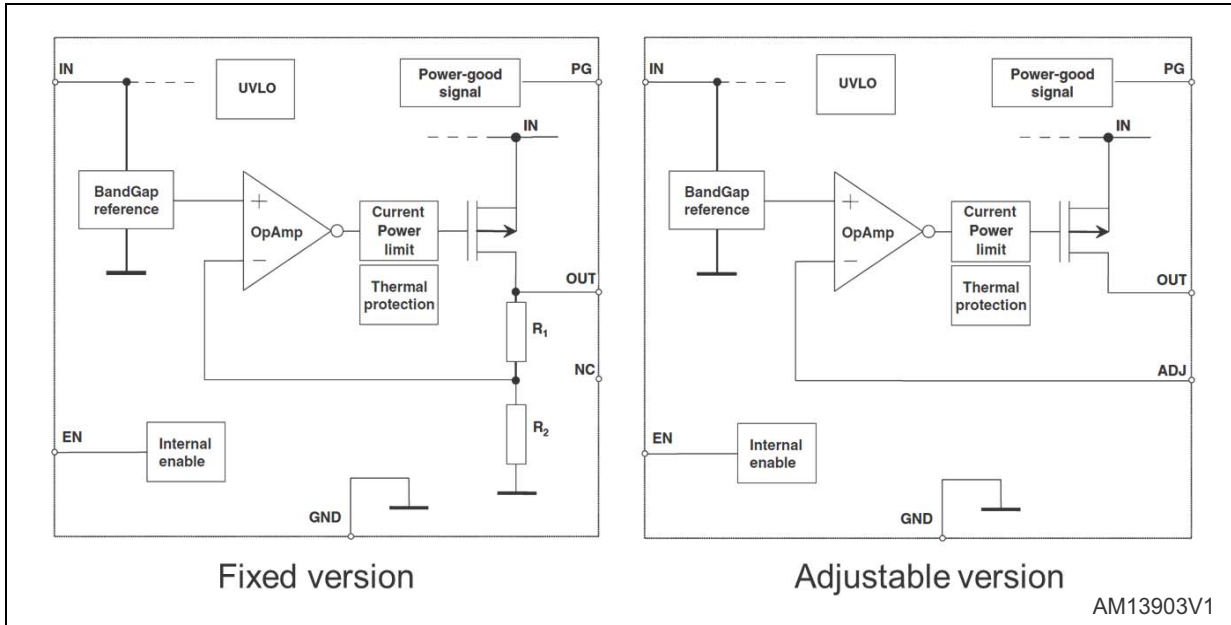 IN
UVLO
Power-good
signal
PG
IN
BandGap
reference
+
OpAmp
−
Current
Power
limit
Thermal
protection
OUT
R1
NC
R2
EN
Internal
enable
GND
Fixed version
IN
UVLO
Power-good
signal
PG
IN
BandGap
reference
+
OpAmp
−
Current
Power
limit
Thermal
protection
OUT
ADJ
EN
Internal
enable
GND
Adjustable version
AM13903V1